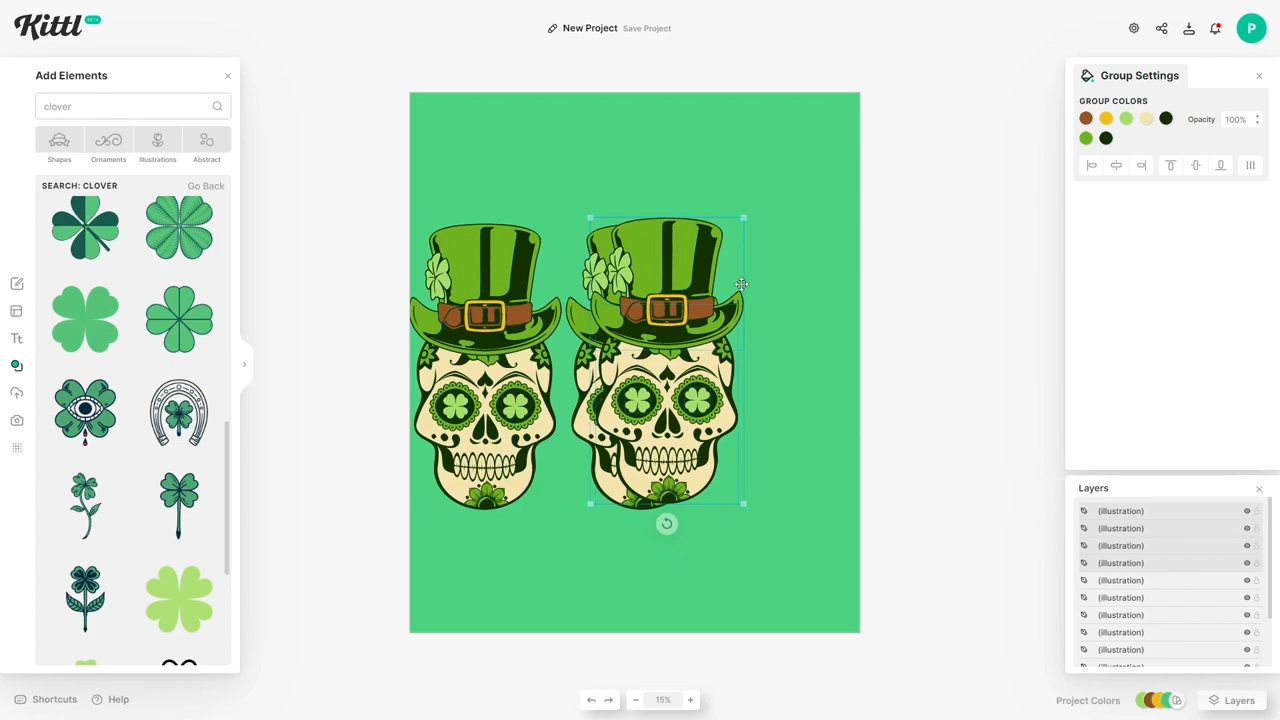 Kittl BETA
New Project Save Project
P
Add Elements
clover
Shapes Ornaments Illustrations Abstract
SEARCH: CLOVER Go Back
Tt
Group Settings
GROUP COLORS
Opacity 100%
Layers
(illustration)
(illustration)
(illustration)
(illustration)
(illustration)
(illustration)
(illustration)
(illustration)
(illustration)
Shortcuts Help
15%
Project Colors Layers